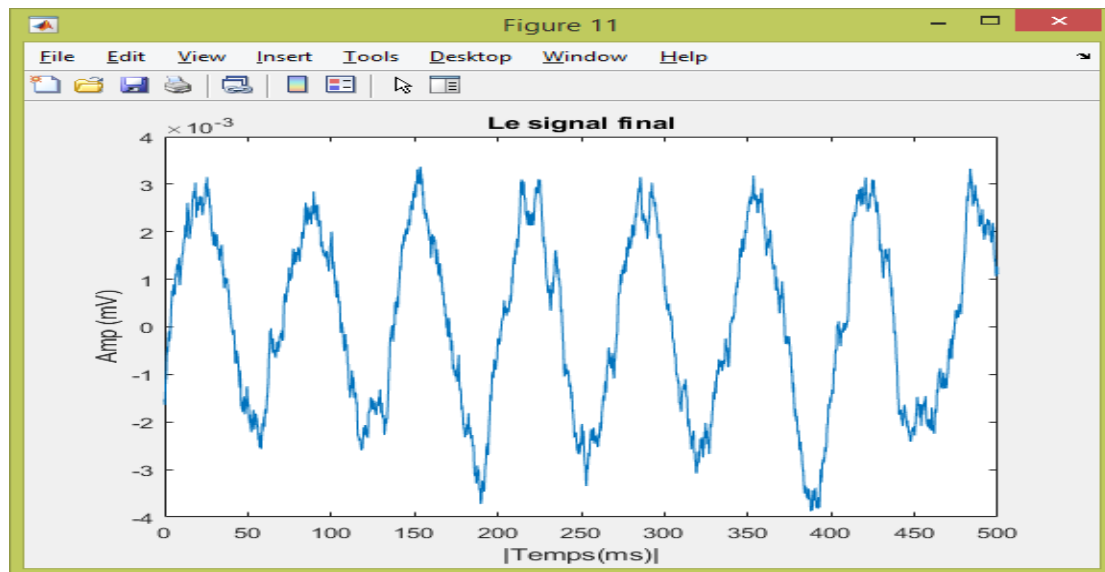 Figure 11
File Edit View Insert Tools Desktop Window Help
× 10-3
Le signal final
4
3
2
1
0
-1
-2
-3
-4
Amp (mV)
0 50 100 150 200 250 300 350 400 450 500
|Temps(ms)|